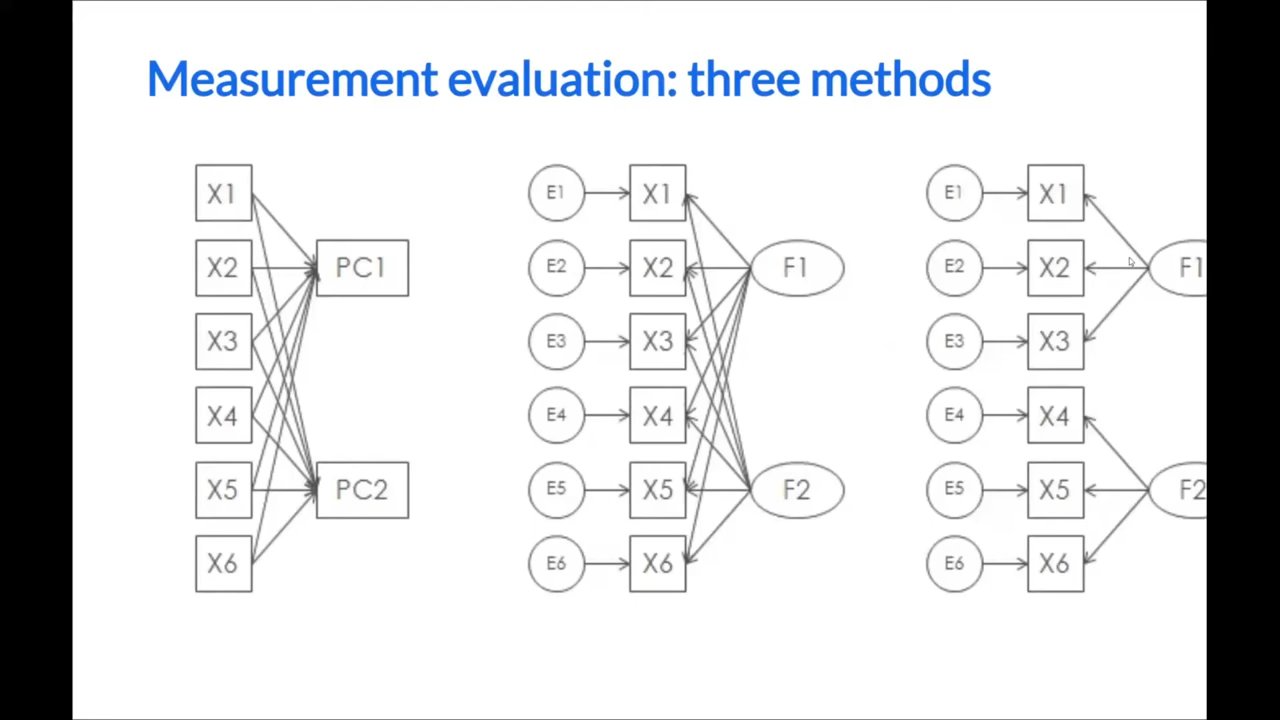 Measurement evaluation: three methods
X1
X2
PC1
X3
X4
X5
PC2
X6
E1 X1
E2 X2 F1
E3 X3
E4 X4
E5 X5 F2
E6 X6
E1 X1
E2 X2 F1
E3 X3
E4 X4
E5 X5 F2
E6 X6